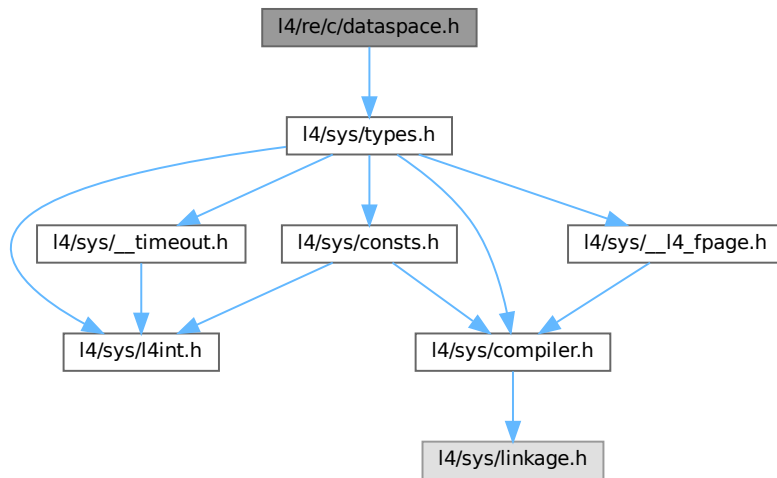 l4/re/c/dataspace.h
l4/sys/types.h
l4/sys/__timeout.h
l4/sys/consts.h
l4/sys/__l4_fpage.h
l4/sys/l4int.h
l4/sys/compiler.h
l4/sys/linkage.h